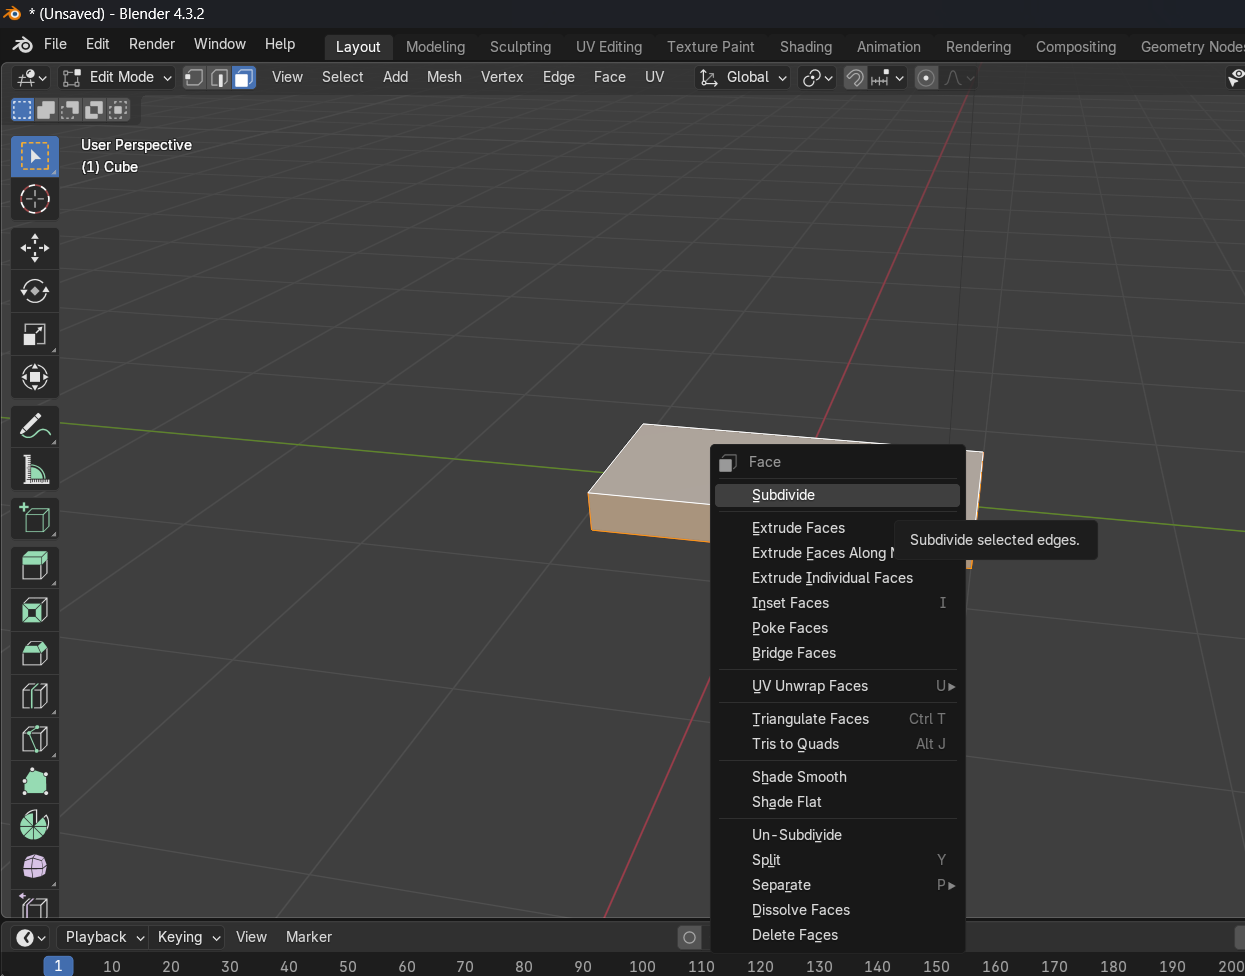 * (Unsaved) - Blender 4.3.2
File Edit Render Window Help Layout Modeling Sculpting UV Editing Texture Paint Shading Animation Rendering Compositing Geometry Nodes
Edit Mode View Select Add Mesh Vertex Edge Face UV Global
User Perspective
(1) Cube
Face
Subdivide
Extrude Faces
Subdivide selected edges.
Extrude Faces Along
Extrude Individual Faces
Inset Faces I
Poke Faces
Bridge Faces
UV Unwrap Faces U
Triangulate Faces Ctrl T
Tris to Quads Alt J
Shade Smooth
Shade Flat
Un-Subdivide
Split Y
Separate P
Dissolve Faces
Delete Faces
Playback Keying View Marker
1 10 20 30 40 50 60 70 80 90 100 110 120 130 140 150 160 170 180 190 200